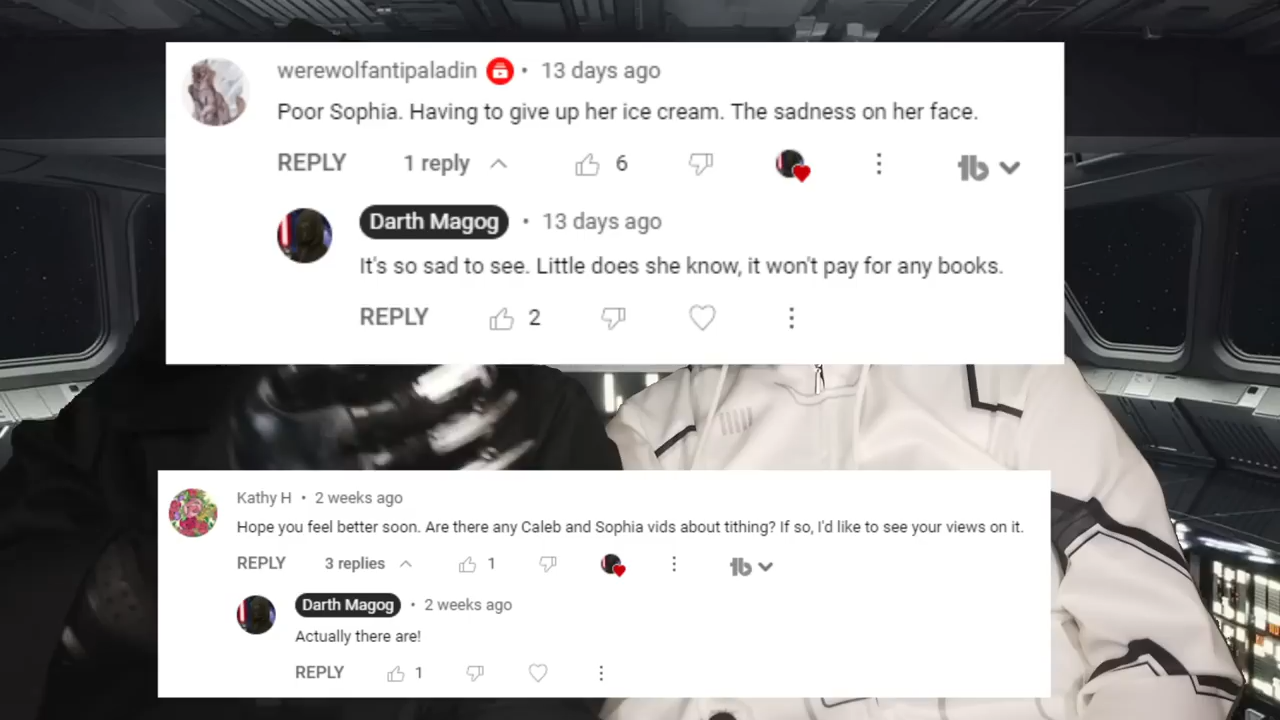 werewolfantipaladin • 13 days ago
Poor Sophia. Having to give up her ice cream. The sadness on her face.
REPLY 1 reply 6 tb
Darth Magog • 13 days ago
It's so sad to see. Little does she know, it won't pay for any books.
REPLY 2
Kathy H • 2 weeks ago
Hope you feel better soon. Are there any Caleb and Sophia vids about tithing? If so, I'd like to see your views on it.
REPLY 3 replies 1 tb
Darth Magog • 2 weeks ago
Actually there are!
REPLY 1